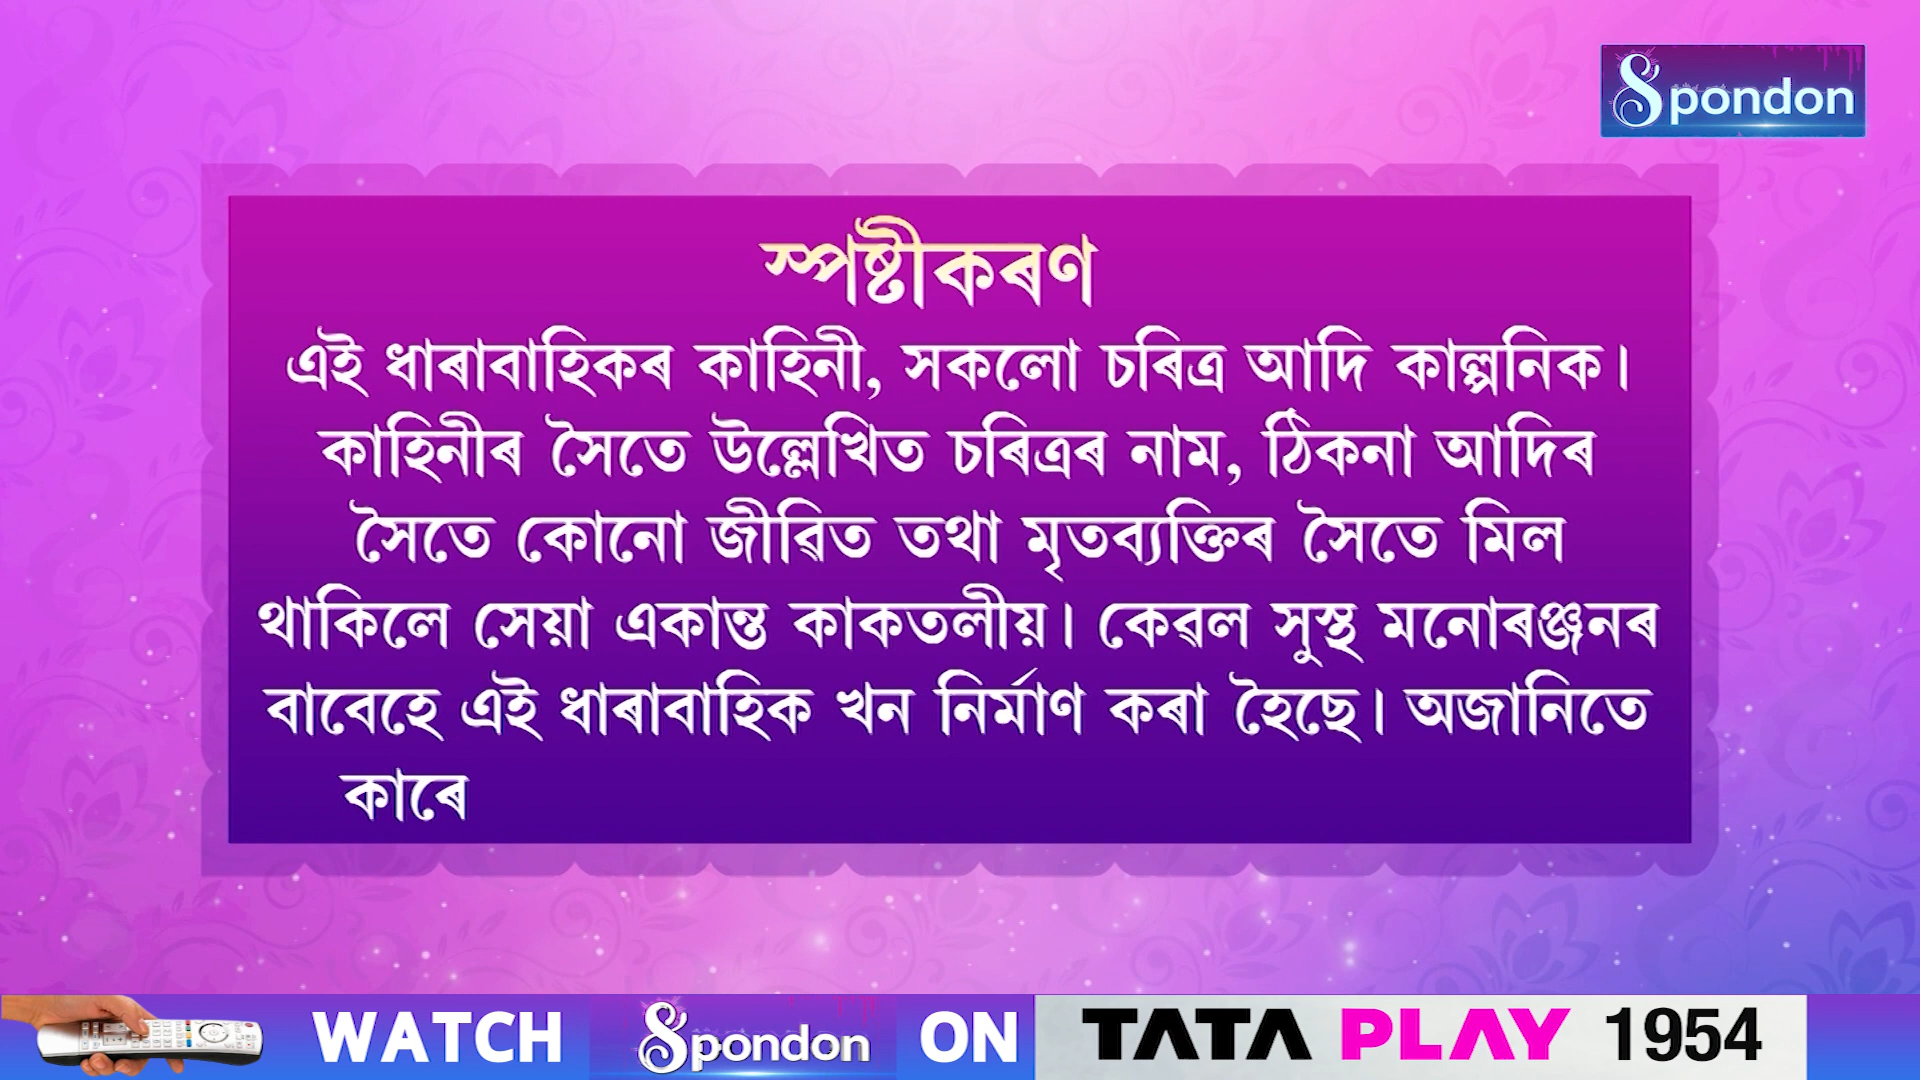 Spondon
স্পষ্টীকৰণ
এই ধাৰাবাহিকৰ কাহিনী, সকলো চৰিত্ৰ আদি কাল্পনিক।
কাহিনীৰ সৈতে উল্লেখিত চৰিত্ৰৰ নাম, ঠিকনা আদিৰ
সৈতে কোনো জীৱিত তথা মৃতব্যক্তিৰ সৈতে মিল
থাকিলে সেয়া একান্ত কাকতলীয়। কেৱল সুস্থ মনোৰঞ্জনৰ
বাবেহে এই ধাৰাবাহিক খন নিৰ্মাণ কৰা হৈছে। অজানিতে
কাৰে
WATCH Spondon ON TATA PLAY 1954